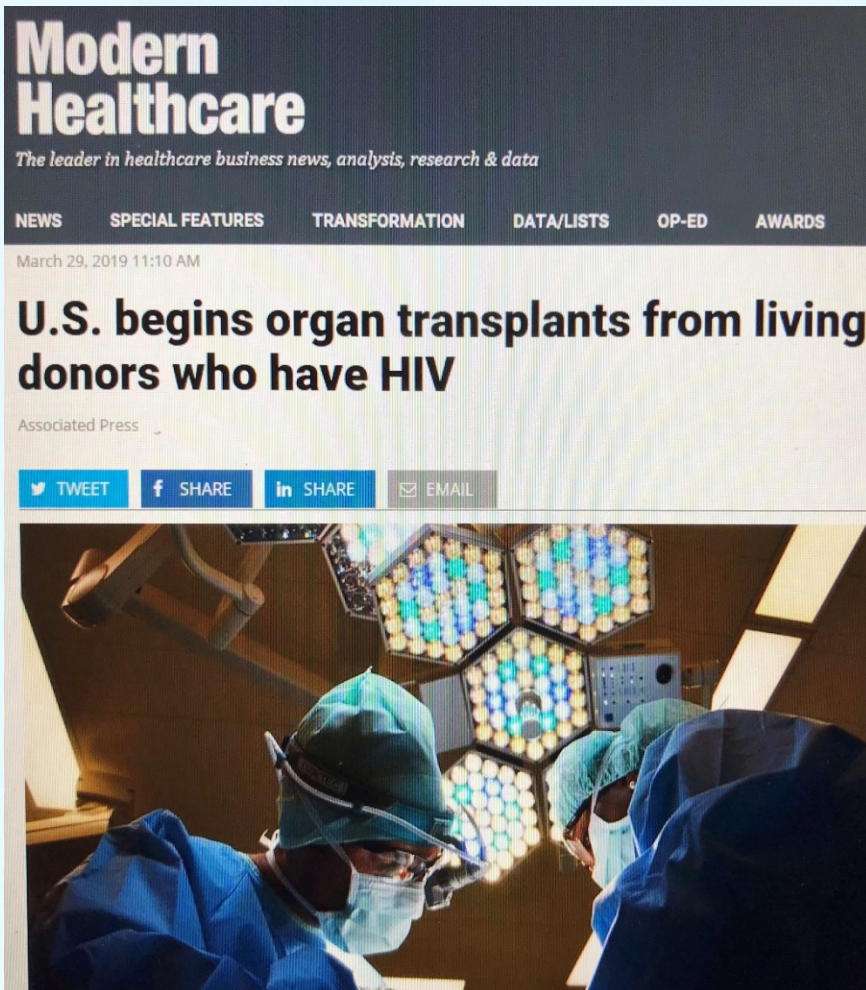 Modern
Healthcare
The leader in healthcare business news, analysis, research & data
NEWS SPECIAL FEATURES TRANSFORMATION DATA/LISTS OP-ED AWARDS
March 29, 2019 11:10 AM
U.S. begins organ transplants from living
donors who have HIV
Associated Press
TWEET f SHARE in SHARE EMAIL